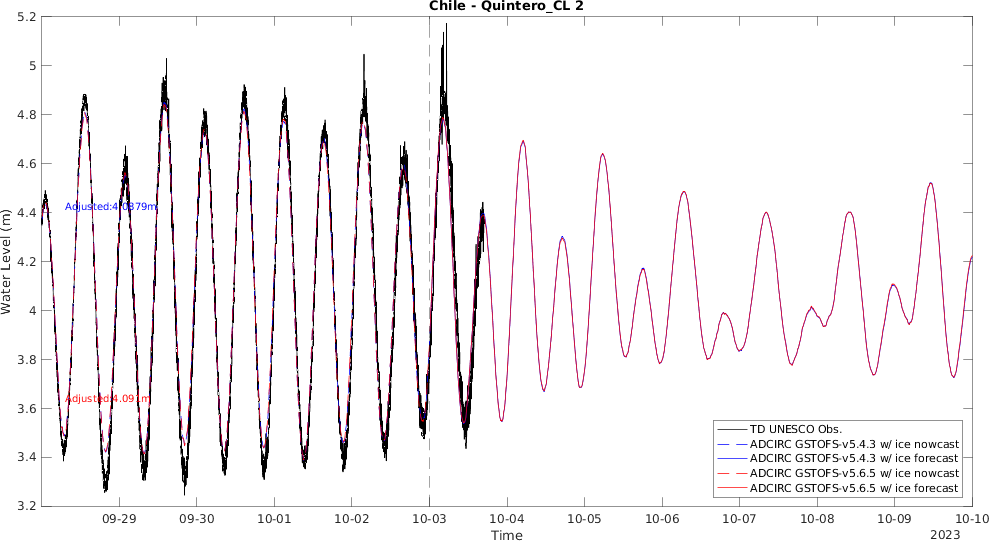 Chile - Quintero_CL 2
5.2
5
4.8
4.6
4.4
4.2
4
3.8
3.6
3.4
3.2
Water Level (m)
Adjusted:4.0879m
Adjusted:4.091m
TD UNESCO Obs.
ADCIRC GSTOFS-v5.4.3 w/ ice nowcast
ADCIRC GSTOFS-v5.4.3 w/ ice forecast
ADCIRC GSTOFS-v5.6.5 w/ ice nowcast
ADCIRC GSTOFS-v5.6.5 w/ ice forecast
09-29 09-30 10-01 10-02 10-03 10-04 10-05 10-06 10-07 10-08 10-09 10-10
Time
2023